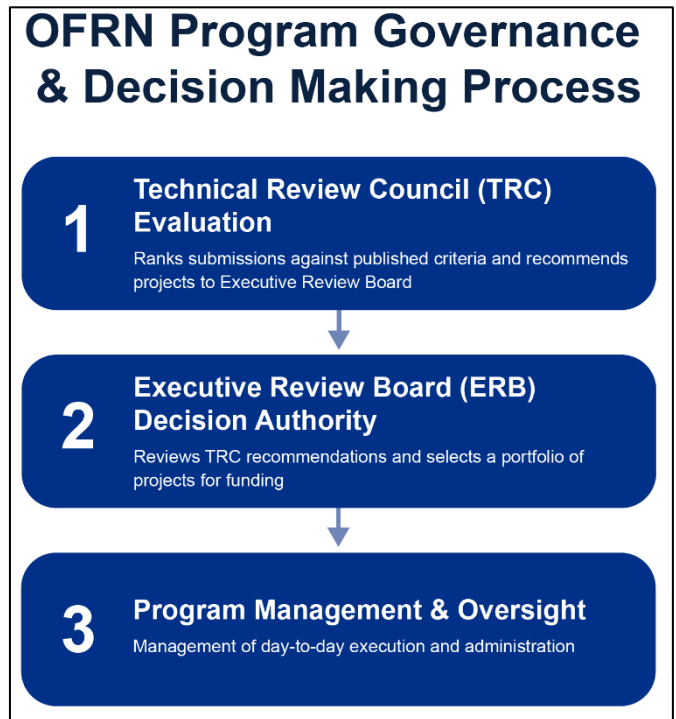 OFRN Program Governance
& Decision Making Process
1
Technical Review Council (TRC)
Evaluation
Ranks submissions against published criteria and recommends
projects to Executive Review Board
2
Executive Review Board (ERB)
Decision Authority
Reviews TRC recommendations and selects a portfolio of
projects for funding
3
Program Management & Oversight
Management of day-to-day execution and administration